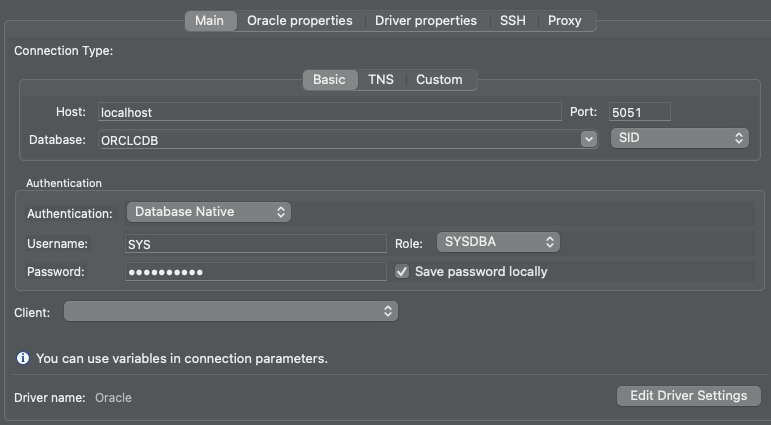 Main Oracle properties Driver properties SSH Proxy
Connection Type:
Basic TNS Custom
Host: localhost Port: 5051
Database: ORCLCDB SID
Authentication
Authentication: Database Native
Username: SYS Role: SYSDBA
Password: •••••••••• Save password locally
Client:
You can use variables in connection parameters.
Driver name: Oracle Edit Driver Settings